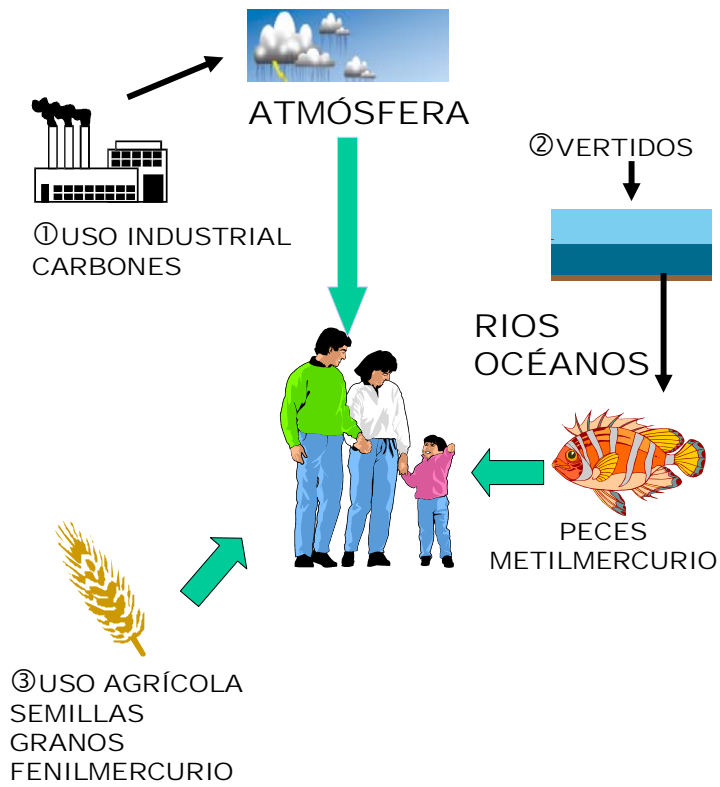 ATMÓSFERA
②VERTIDOS
①USO INDUSTRIAL
CARBONES
RIOS
OCÉANOS
PECES
METILMERCURIO
③USO AGRÍCOLA
SEMILLAS
GRANOS
FENILMERCURIO